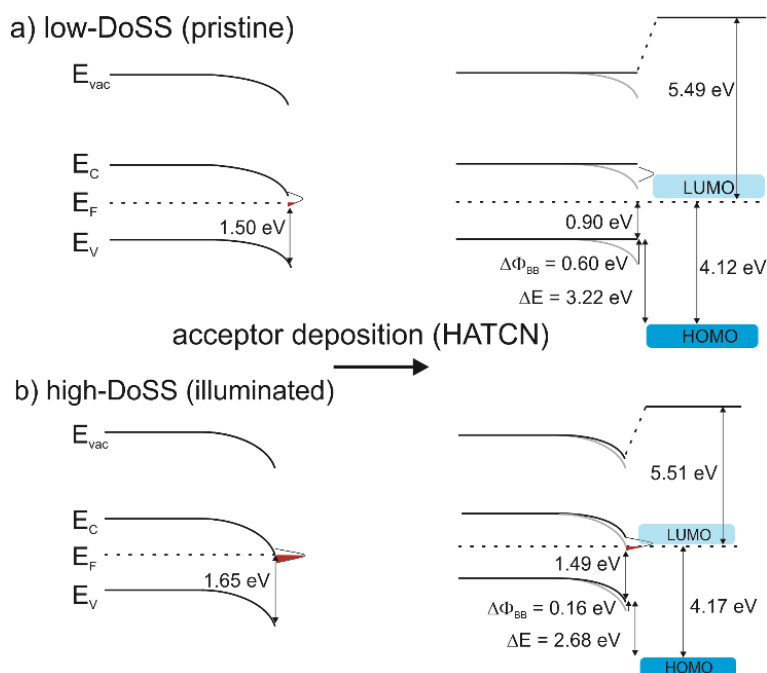 a) low-DoSS (pristine)
E_vac
E_C
E_F
1.50 eV
E_V
5.49 eV
LUMO
0.90 eV
ΔΦ_BB = 0.60 eV
4.12 eV
ΔE = 3.22 eV
HOMO
acceptor deposition (HATCN)
b) high-DoSS (illuminated)
E_vac
E_C
E_F
1.65 eV
E_V
5.51 eV
LUMO
1.49 eV
ΔΦ_BB = 0.16 eV
4.17 eV
ΔE = 2.68 eV
HOMO